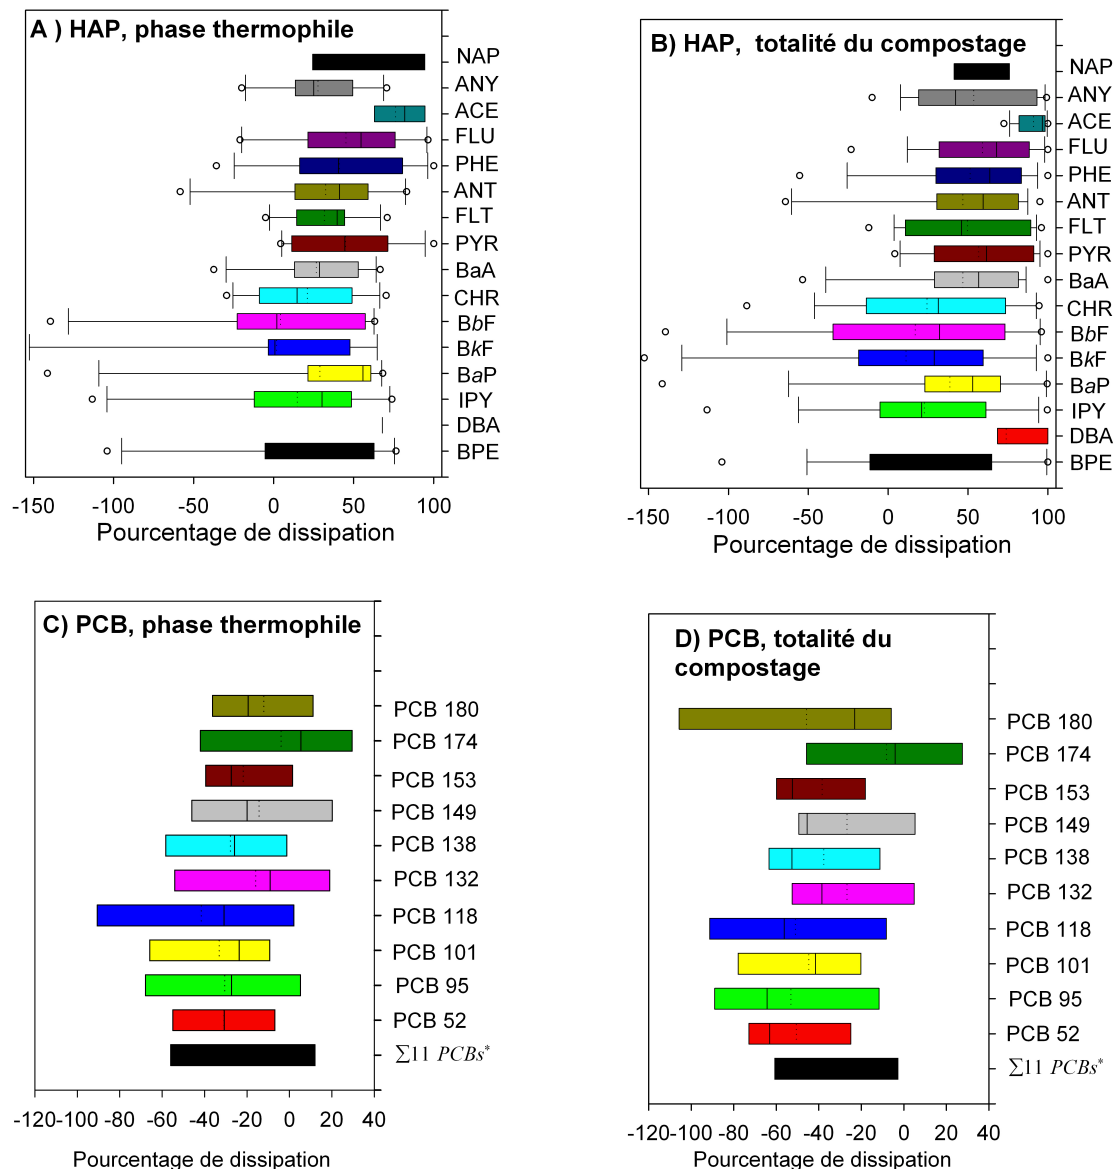 A ) HAP, phase thermophile
NAP
ANY
ACE
FLU
PHE
ANT
FLT
PYR
BaA
CHR
BbF
BkF
BaP
IPY
DBA
BPE
-150 -100 -50 0 50 100
Pourcentage de dissipation
B) HAP, totalité du compostage
NAP
ANY
ACE
FLU
PHE
ANT
FLT
PYR
BaA
CHR
BbF
BkF
BaP
IPY
DBA
BPE
-150 -100 -50 0 50 100
Pourcentage de dissipation
C) PCB, phase thermophile
PCB 180
PCB 174
PCB 153
PCB 149
PCB 138
PCB 132
PCB 118
PCB 101
PCB 95
PCB 52
∑11 PCBs*
-120 -100 -80 -60 -40 -20 0 20 40
Pourcentage de dissipation
D) PCB, totalité du
compostage
PCB 180
PCB 174
PCB 153
PCB 149
PCB 138
PCB 132
PCB 118
PCB 101
PCB 95
PCB 52
∑11 PCBs*
-120 -100 -80 -60 -40 -20 0 20 40
Pourcentage de dissipation